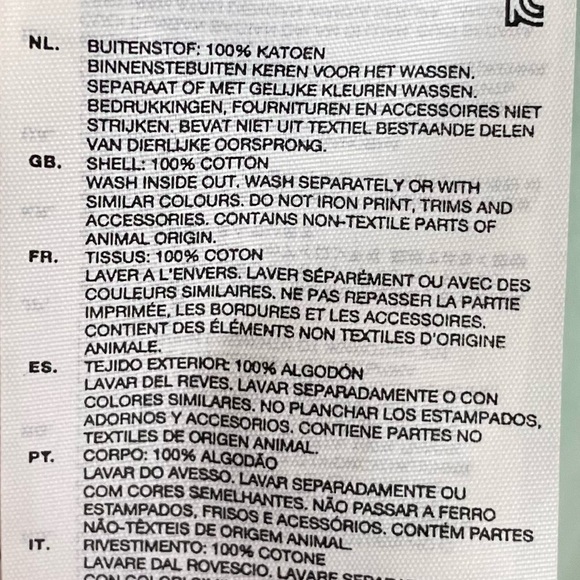 NL. BUITENSTOF: 100% KATOEN
BINNENSTEBUITEN KEREN VOOR HET WASSEN.
SEPARAAT OF MET GELIJKE KLEUREN WASSEN.
BEDRUKKINGEN, FOURNITUREN EN ACCESSOIRES NIET
STRIJKEN. BEVAT NIET UIT TEXTIEL BESTAANDE DELEN
VAN DIERLIJKE OORSPRONG.
GB. SHELL: 100% COTTON
WASH INSIDE OUT. WASH SEPARATELY OR WITH
SIMILAR COLOURS. DO NOT IRON PRINT, TRIMS AND
ACCESSORIES. CONTAINS NON-TEXTILE PARTS OF
ANIMAL ORIGIN.
FR. TISSUS: 100% COTON
LAVER A L'ENVERS. LAVER SÉPARÉMENT OU AVEC DES
COULEURS SIMILAIRES. NE PAS REPASSER LA PARTIE
IMPRIMÉE, LES BORDURES ET LES ACCESSOIRES.
CONTIENT DES ÉLÉMENTS NON TEXTILES D'ORIGINE
ANIMALE.
ES. TEJIDO EXTERIOR: 100% ALGODÓN
LAVAR DEL REVES. LAVAR SEPARADAMENTE O CON
COLORES SIMILARES. NO PLANCHAR LOS ESTAMPADOS,
ADORNOS Y ACCESORIOS. CONTIENE PARTES NO
TEXTILES DE ORIGEN ANIMAL.
PT. CORPO: 100% ALGODÃO
LAVAR DO AVESSO. LAVAR SEPARADAMENTE OU
COM CORES SEMELHANTES. NÃO PASSAR A FERRO
ESTAMPADOS, FRISOS E ACESSÓRIOS. CONTÉM PARTES
NÃO-TÊXTEIS DE ORIGEM ANIMAL.
IT. RIVESTIMENTO: 100% COTONE
LAVARE DAL ROVESCIO. LAVARE